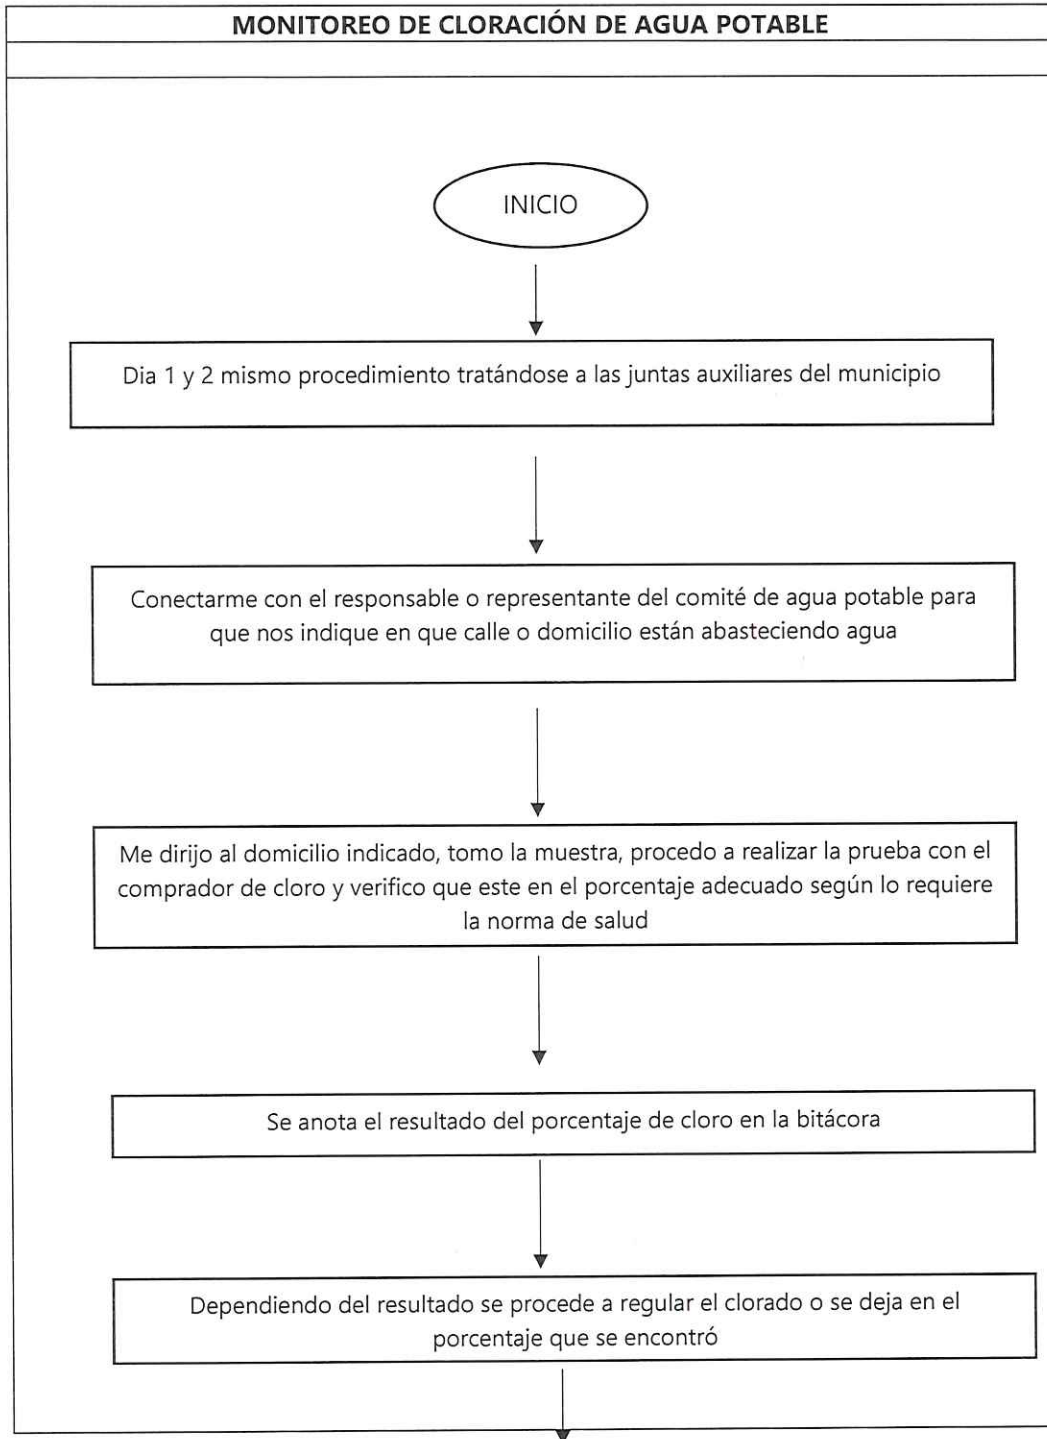 MONITOREO DE CLORACIÓN DE AGUA POTABLE
INICIO
Dia 1 y 2 mismo procedimiento tratándose a las juntas auxiliares del municipio
Conectarme con el responsable o representante del comité de agua potable para
que nos indique en que calle o domicilio están abasteciendo agua
Me dirijo al domicilio indicado, tomo la muestra, procedo a realizar la prueba con el
comprador de cloro y verifico que este en el porcentaje adecuado según lo requiere
la norma de salud
Se anota el resultado del porcentaje de cloro en la bitácora
Dependiendo del resultado se procede a regular el clorado o se deja en el
porcentaje que se encontró